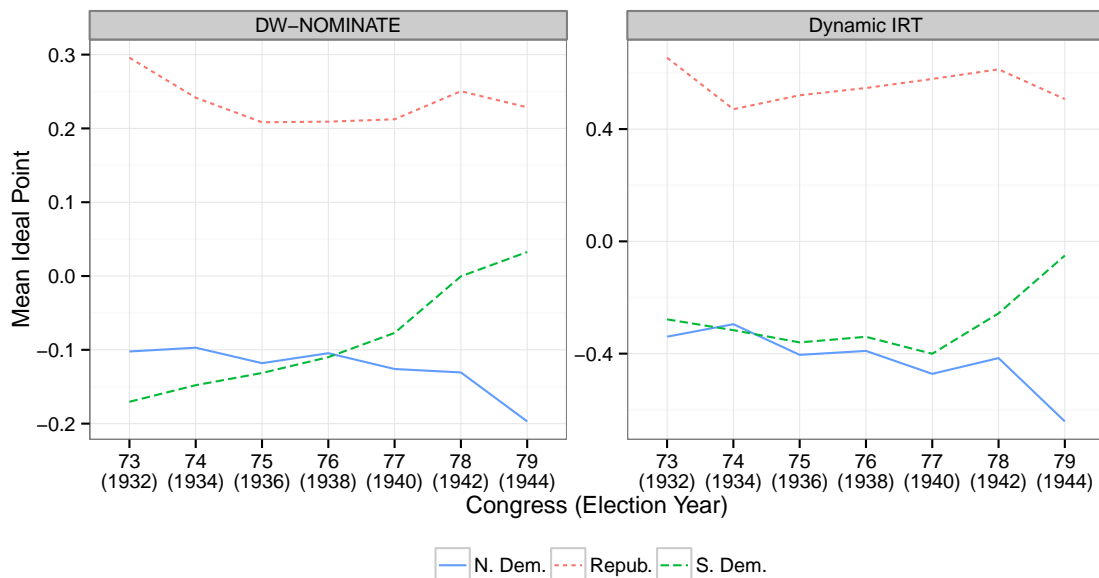 DW−NOMINATE
Dynamic IRT
Mean Ideal Point
0.3
0.2
0.1
0.0
−0.1
−0.2
0.4
0.0
−0.4
73 74 75 76 77 78 79
(1932) (1934) (1936) (1938) (1940) (1942) (1944)
73 74 75 76 77 78 79
(1932) (1934) (1936) (1938) (1940) (1942) (1944)
Congress (Election Year)
N. Dem. Repub. S. Dem.